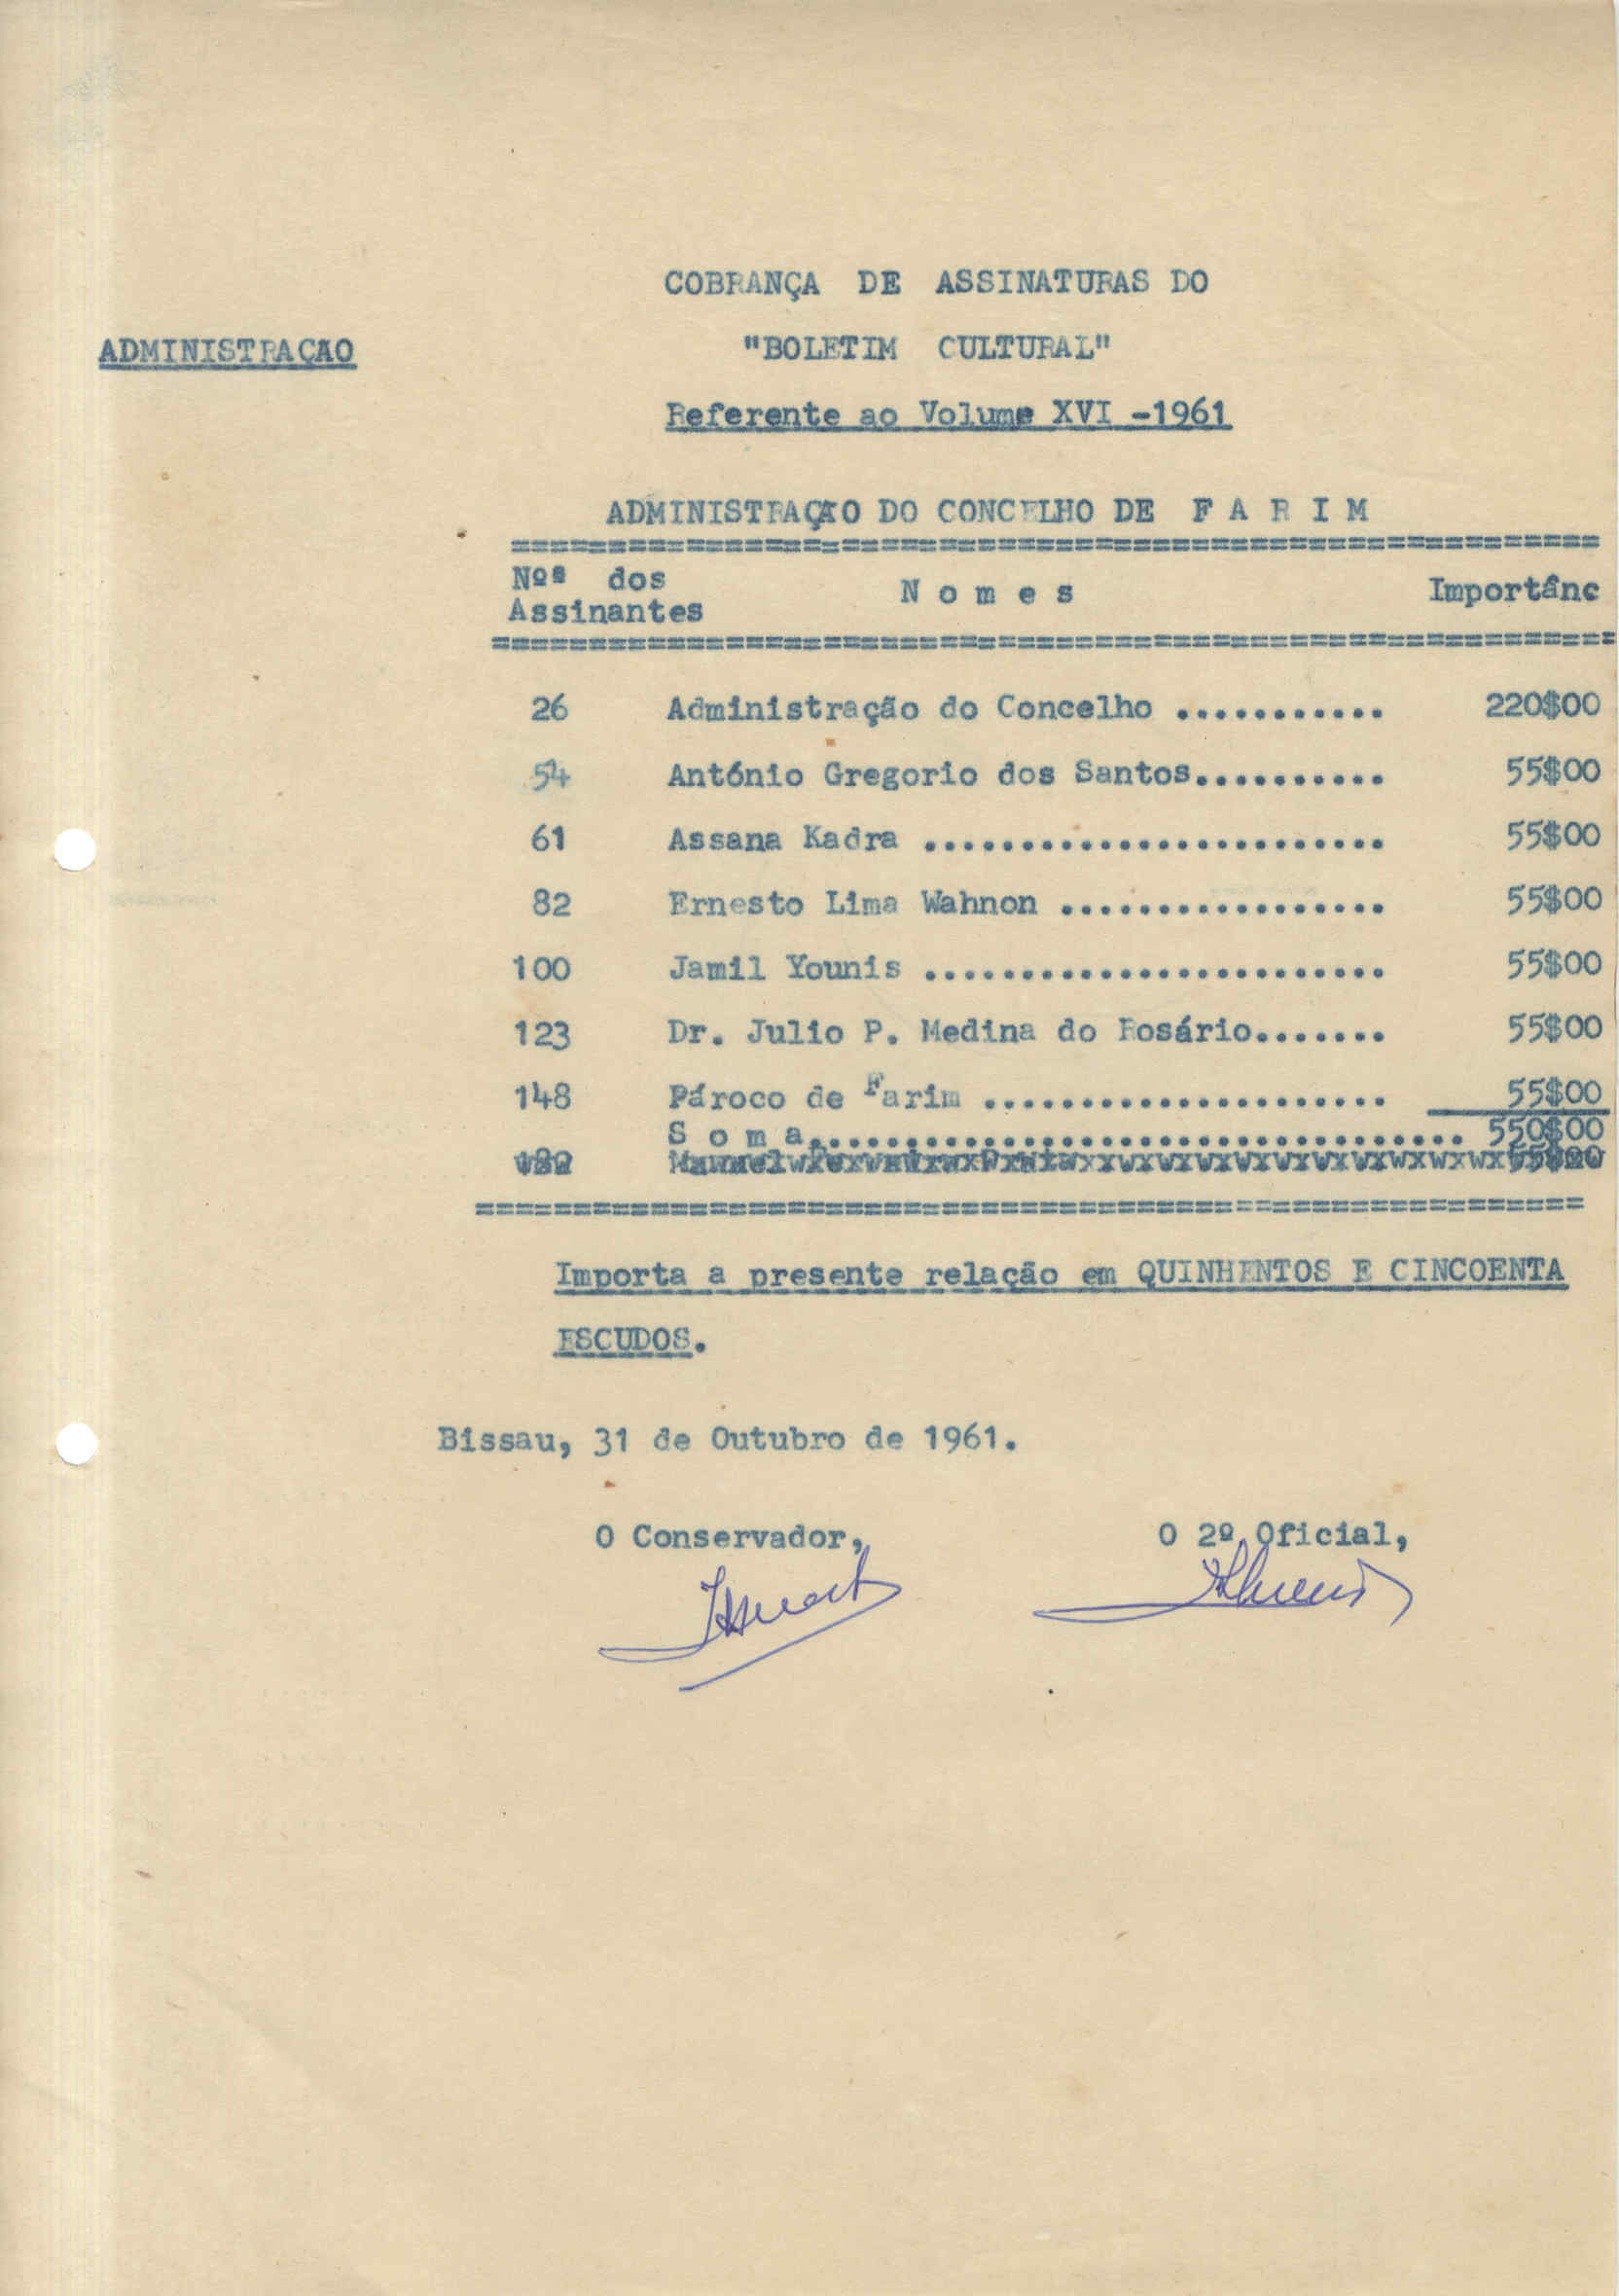 COBRANÇA DE ASSINATURAS DO
ADMINISTRAÇÃO
"BOLETIM CULTURAL"
Referente ao Volume XVI -1961
ADMINISTRAÇÃO DO CONCELHO DE F A R I M
==========================================================
Nºs dos
Assinantes N o m e s Importânc
==========================================================
26 Administração do Concelho ........... 220$00
54 António Gregorio dos Santos.......... 55$00
61 Assana Kadra ........................ 55$00
82 Ernesto Lima Wahnon ................. 55$00
100 Jamil Younis ........................ 55$00
123 Dr. Julio P. Medina do Rosário....... 55$00
148 Pároco de Farim ..................... 55$00
S o m a.................................. 550$00
==========================================================
Importa a presente relação em QUINHENTOS E CINCOENTA
ESCUDOS.
Bissau, 31 de Outubro de 1961.
O Conservador, O 2º Oficial,